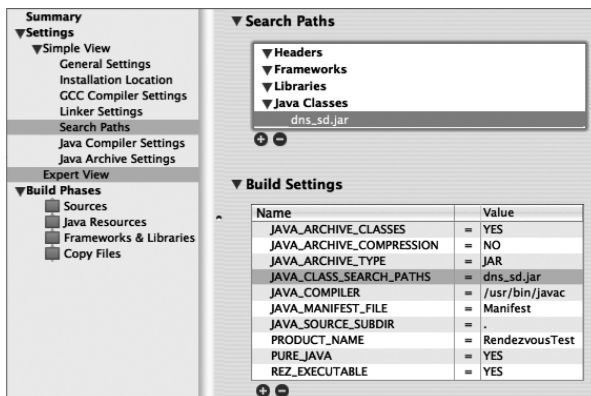 Summary
Settings
Simple View
General Settings
Installation Location
GCC Compiler Settings
Linker Settings
Search Paths
Java Compiler Settings
Java Archive Settings
Expert View
Build Phases
Sources
Java Resources
Frameworks & Libraries
Copy Files
Search Paths
Headers
Frameworks
Libraries
Java Classes
dns_sd.jar
Build Settings
Name Value
JAVA_ARCHIVE_CLASSES = YES
JAVA_ARCHIVE_COMPRESSION = NO
JAVA_ARCHIVE_TYPE = JAR
JAVA_CLASS_SEARCH_PATHS = dns_sd.jar
JAVA_COMPILER = /usr/bin/javac
JAVA_MANIFEST_FILE = Manifest
JAVA_SOURCE_SUBDIR = .
PRODUCT_NAME = RendezvousTest
PURE_JAVA = YES
REZ_EXECUTABLE = YES